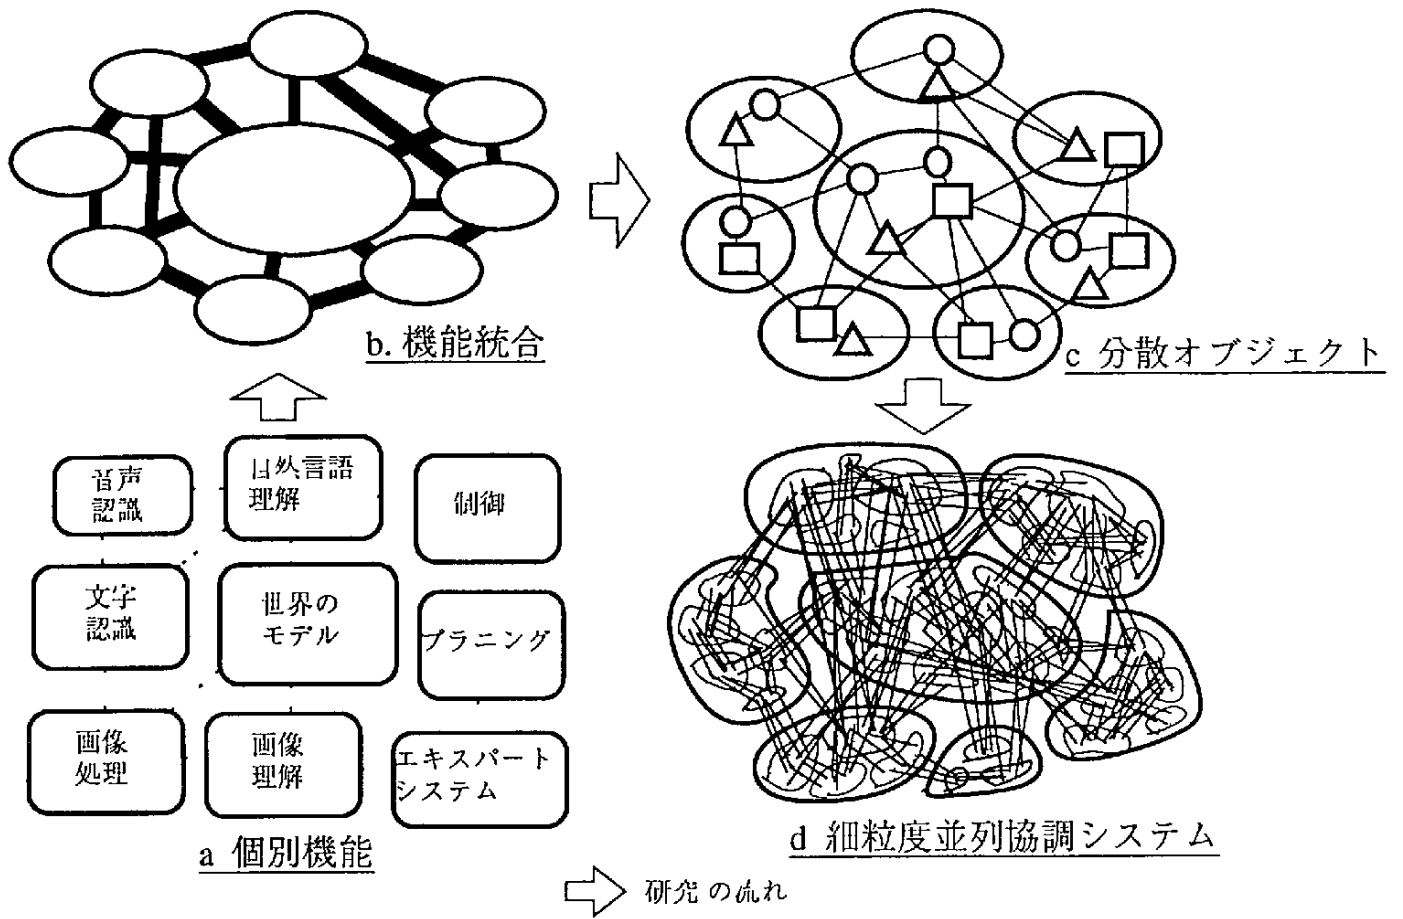 b. 機能統合
c 分散オブジェクト
音声
認識
自然言語
理解
制御
文字
認識
世界の
モデル
プラニング
画像
処理
画像
理解
エキスパート
システム
a 個別機能
d 細粒度並列協調システム
研究の流れ